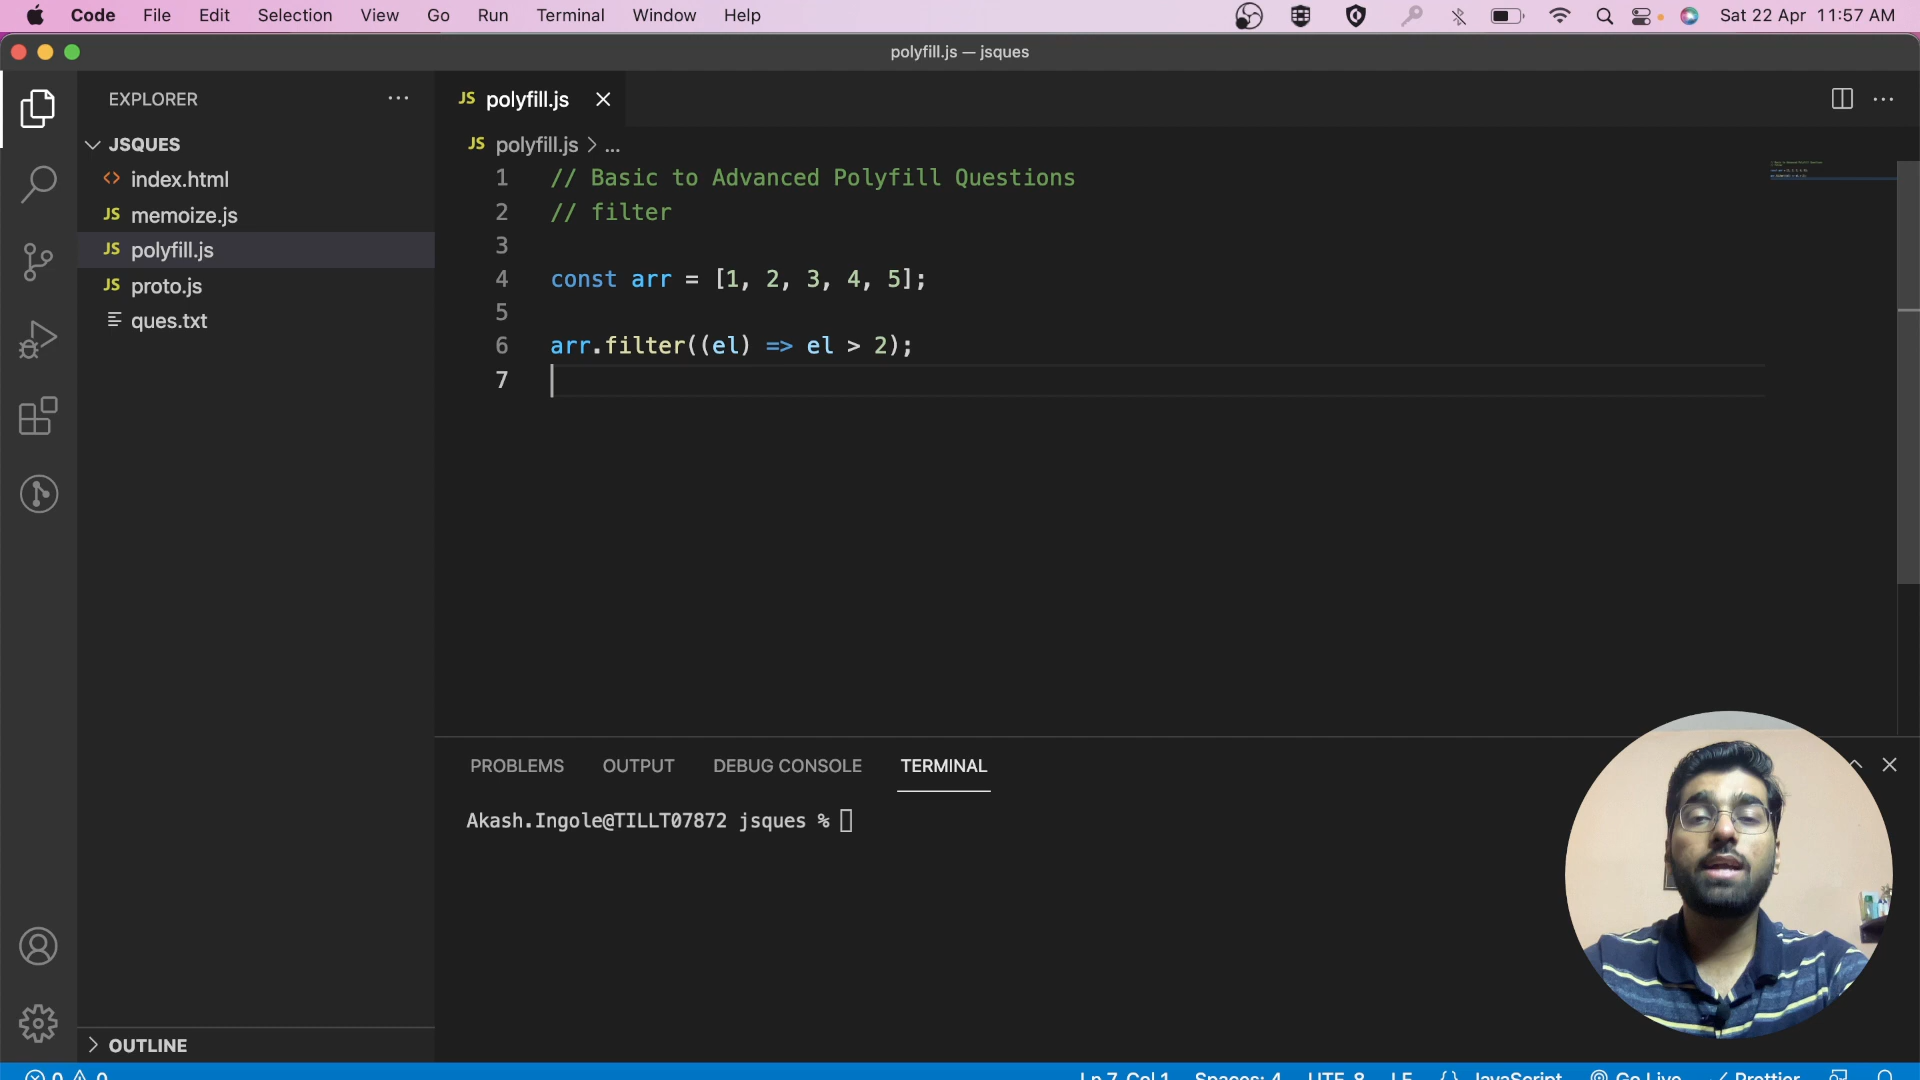 Code File Edit Selection View Go Run Terminal Window Help Sat 22 Apr 11:57 AM
polyfill.js — jsques
EXPLORER
JSQUES
index.html
JS memoize.js
JS polyfill.js
JS proto.js
ques.txt
OUTLINE
JS polyfill.js
JS polyfill.js > ...
1 // Basic to Advanced Polyfill Questions
2 // filter
3
4 const arr = [1, 2, 3, 4, 5];
5
6 arr.filter((el) => el > 2);
7
PROBLEMS OUTPUT DEBUG CONSOLE TERMINAL
Akash.Ingole@TILLT07872 jsques %
0 0 Ln 7, Col 1 Spaces: 4 UTF-8 LF {} JavaScript Go Live Prettier